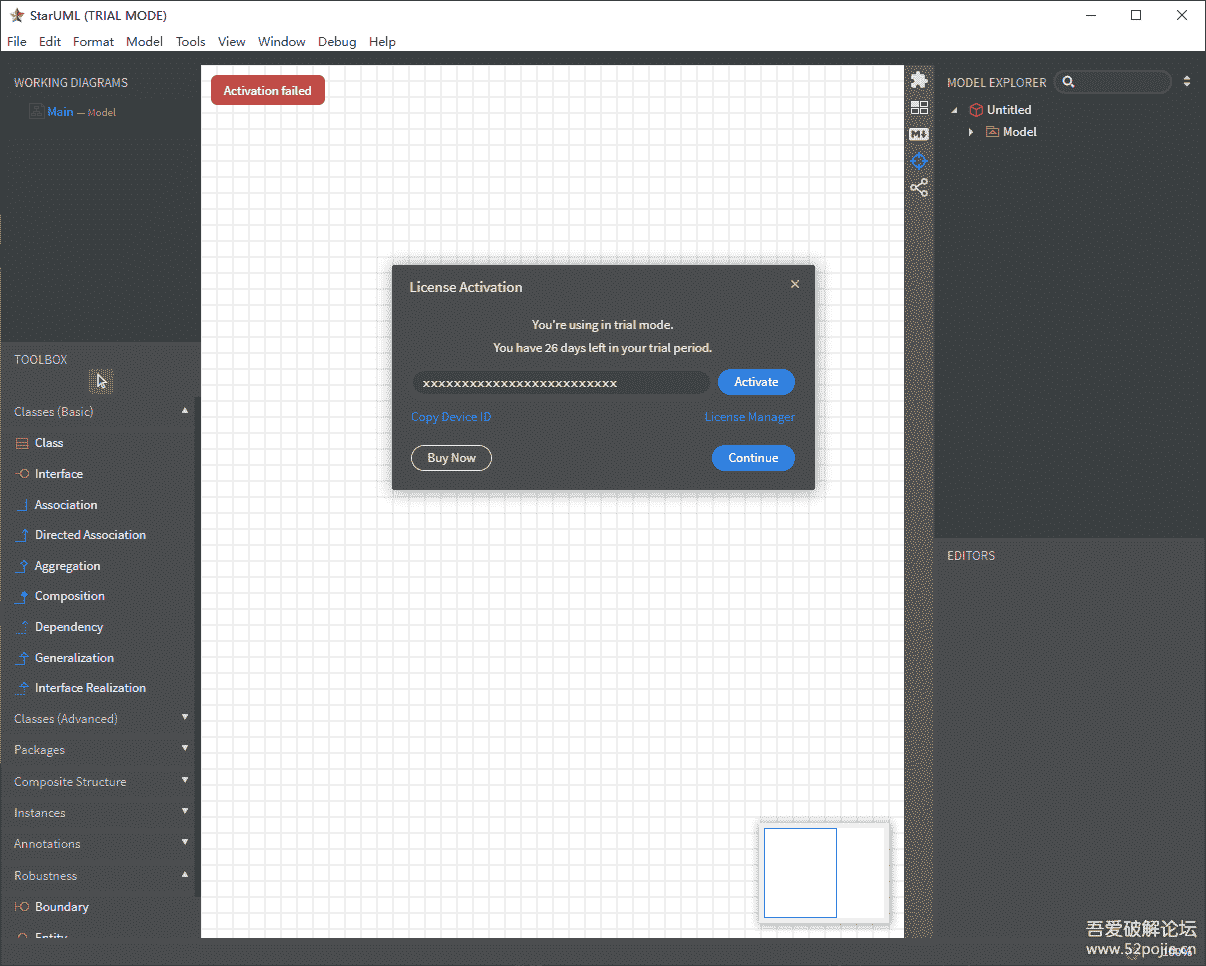 StarUML (TRIAL MODE)
File Edit Format Model Tools View Window Debug Help
WORKING DIAGRAMS
Main — Model
TOOLBOX
Classes (Basic)
Class
Interface
Association
Directed Association
Aggregation
Composition
Dependency
Generalization
Interface Realization
Classes (Advanced)
Packages
Composite Structure
Instances
Annotations
Robustness
Boundary
Entity
Activation failed
License Activation
You're using in trial mode.
You have 26 days left in your trial period.
xxxxxxxxxxxxxxxxxxxxxxxxx
Activate
Copy Device ID
License Manager
Buy Now
Continue
M
MODEL EXPLORER
Untitled
Model
EDITORS
吾爱破解论坛
www.52pojie.cn
100%